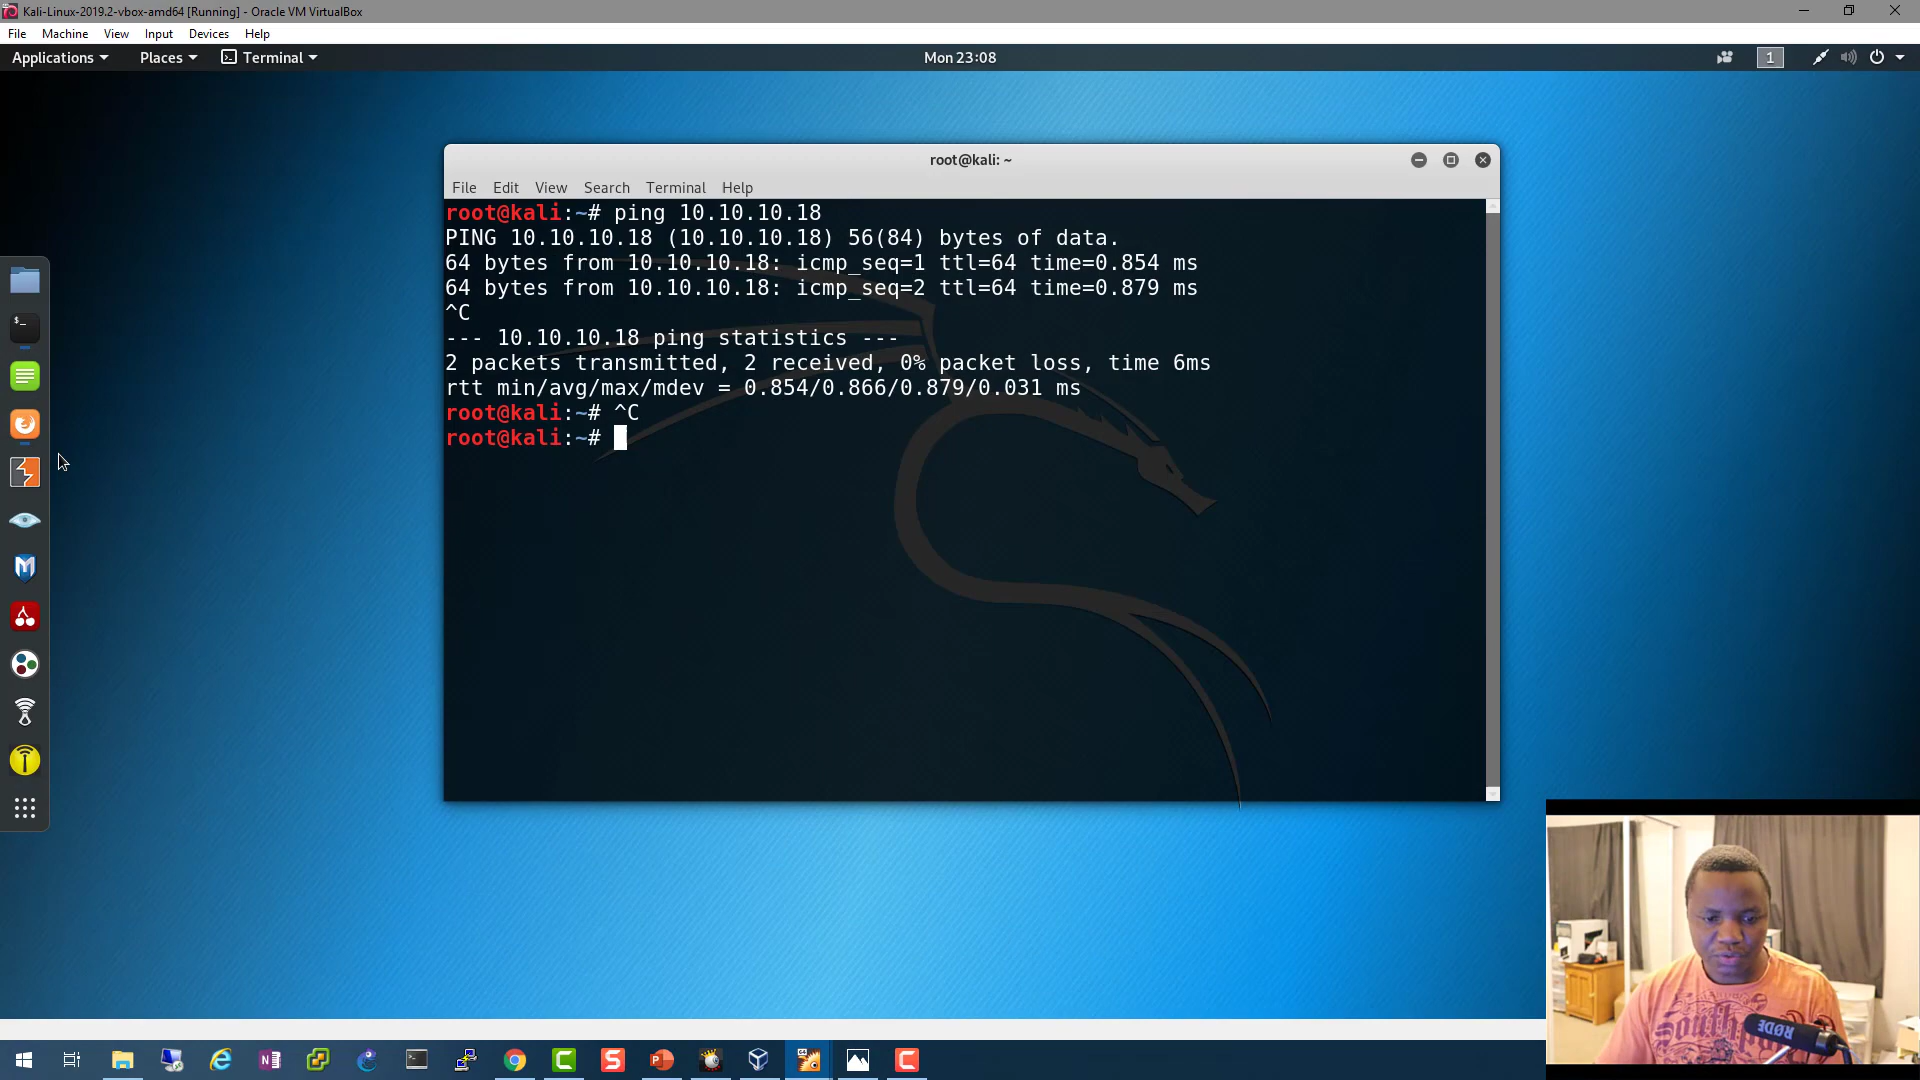 Kali-Linux-2019.2-vbox-amd64 [Running] - Oracle VM VirtualBox
File Machine View Input Devices Help
Applications Places Terminal Mon 23:08 1
root@kali: ~
File Edit View Search Terminal Help
root@kali:~# ping 10.10.10.18
PING 10.10.10.18 (10.10.10.18) 56(84) bytes of data.
64 bytes from 10.10.10.18: icmp_seq=1 ttl=64 time=0.854 ms
64 bytes from 10.10.10.18: icmp_seq=2 ttl=64 time=0.879 ms
^C
--- 10.10.10.18 ping statistics ---
2 packets transmitted, 2 received, 0% packet loss, time 6ms
rtt min/avg/max/mdev = 0.854/0.866/0.879/0.031 ms
root@kali:~# ^C
root@kali:~#
RØDE